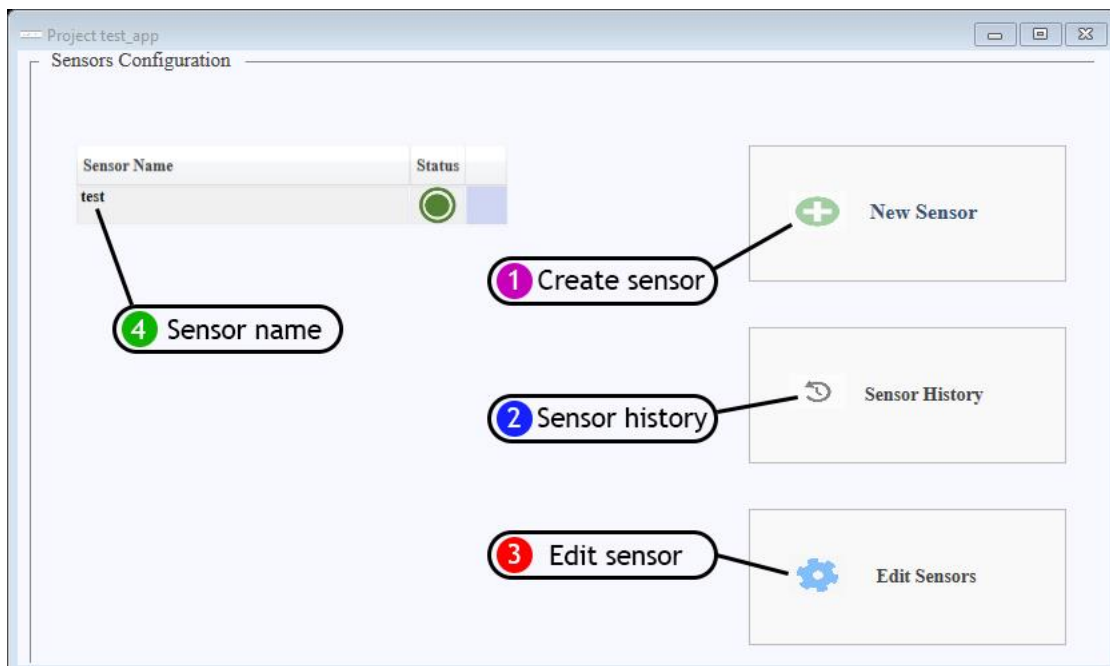 Project test_app
Sensors Configuration
Sensor Name Status
test
New Sensor
1 Create sensor
4 Sensor name
Sensor History
2 Sensor history
3 Edit sensor
Edit Sensors